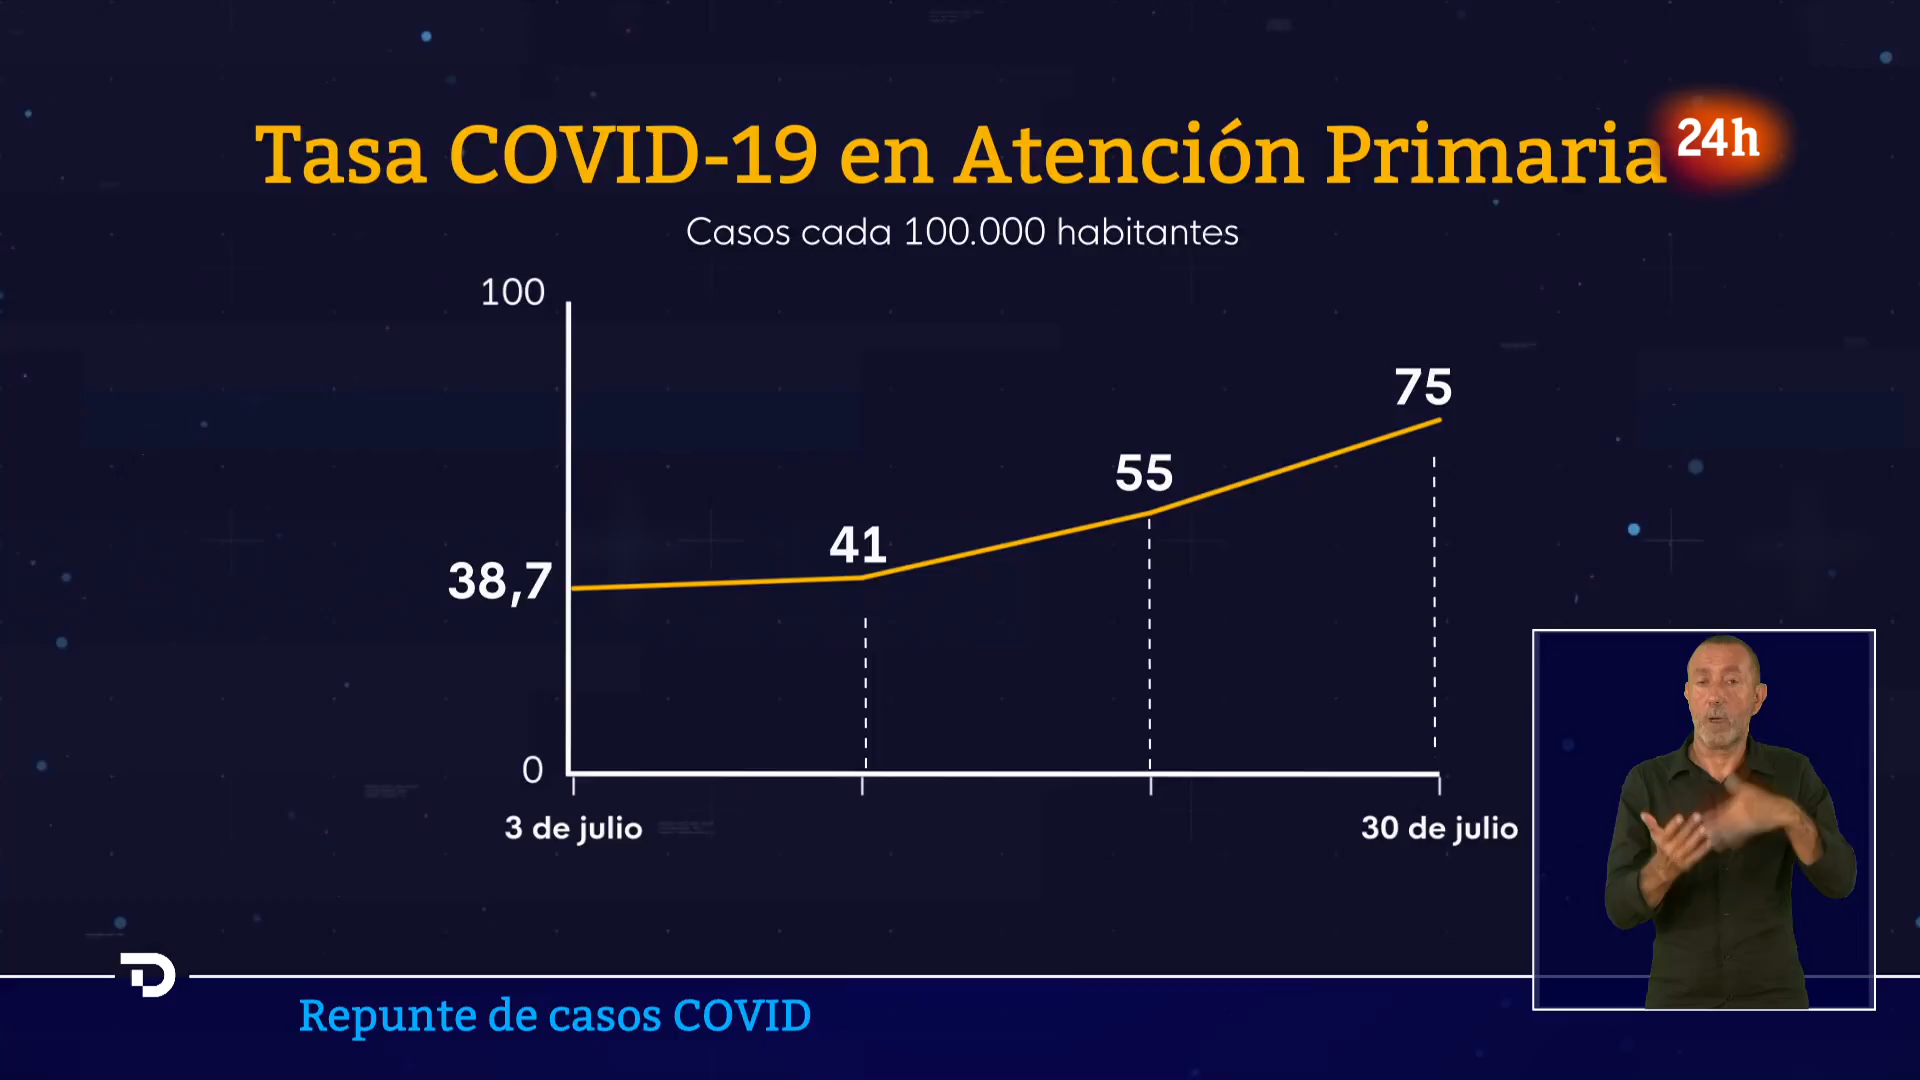 Tasa COVID-19 en Atención Primaria
24h
Casos cada 100.000 habitantes
100
75
55
41
38,7
0
3 de julio
30 de julio
Repunte de casos COVID